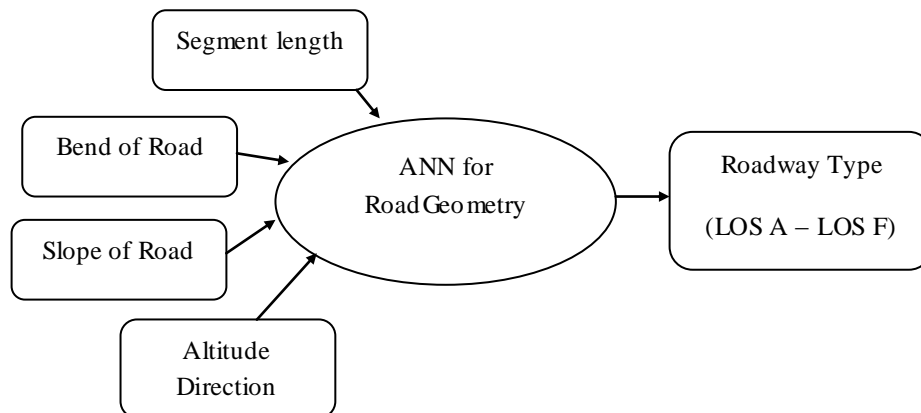 Segment length
Bend of Road
Slope of Road
Altitude
Direction
ANN for
Road Geometry
Roadway Type
(LOS A – LOS F)